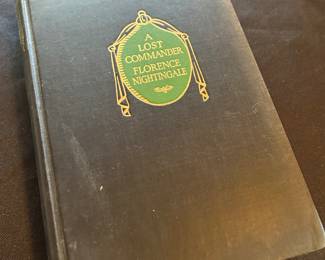 A
LOST
COMMANDER
FLORENCE
NIGHTINGALE